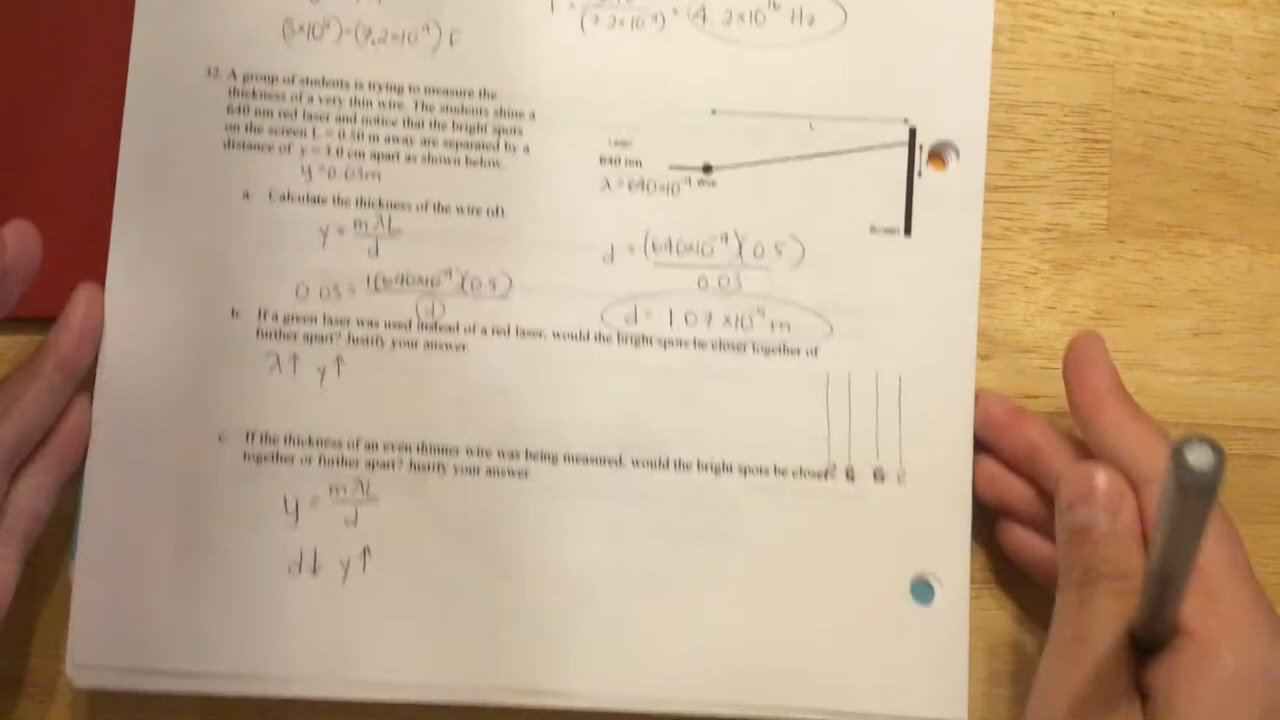 (3×10⁸)=(7.2×10⁻⁹) F
(7.2×10⁻⁹) = 4.2×10¹⁶ Hz
32. A group of students is trying to measure the
thickness of a very thin wire. The students shine a
640 nm red laser and notice that the bright spots
on the screen L = 0.50 m away are separated by a
distance of y = 3.0 cm apart as shown below.
y = 0.03m
L
Laser
640 nm
λ = 640×10⁻⁹
Wire
Screen
a. Calculate the thickness of the wire (d)
y = mλL/d
0.03 = 1(640×10⁻⁹)(0.5)/(d)
d = (640×10⁻⁹)(0.5)/0.03
d = 1.07×10⁻⁵ m
b. If a green laser was used instead of a red laser, would the bright spots be closer together of
further apart? Justify your answer.
λ↑ y↑
c. If the thickness of an even thinner wire was being measured, would the bright spots be closer
together or further apart? Justify your answer.
y = mλL/d
d↓ y↑